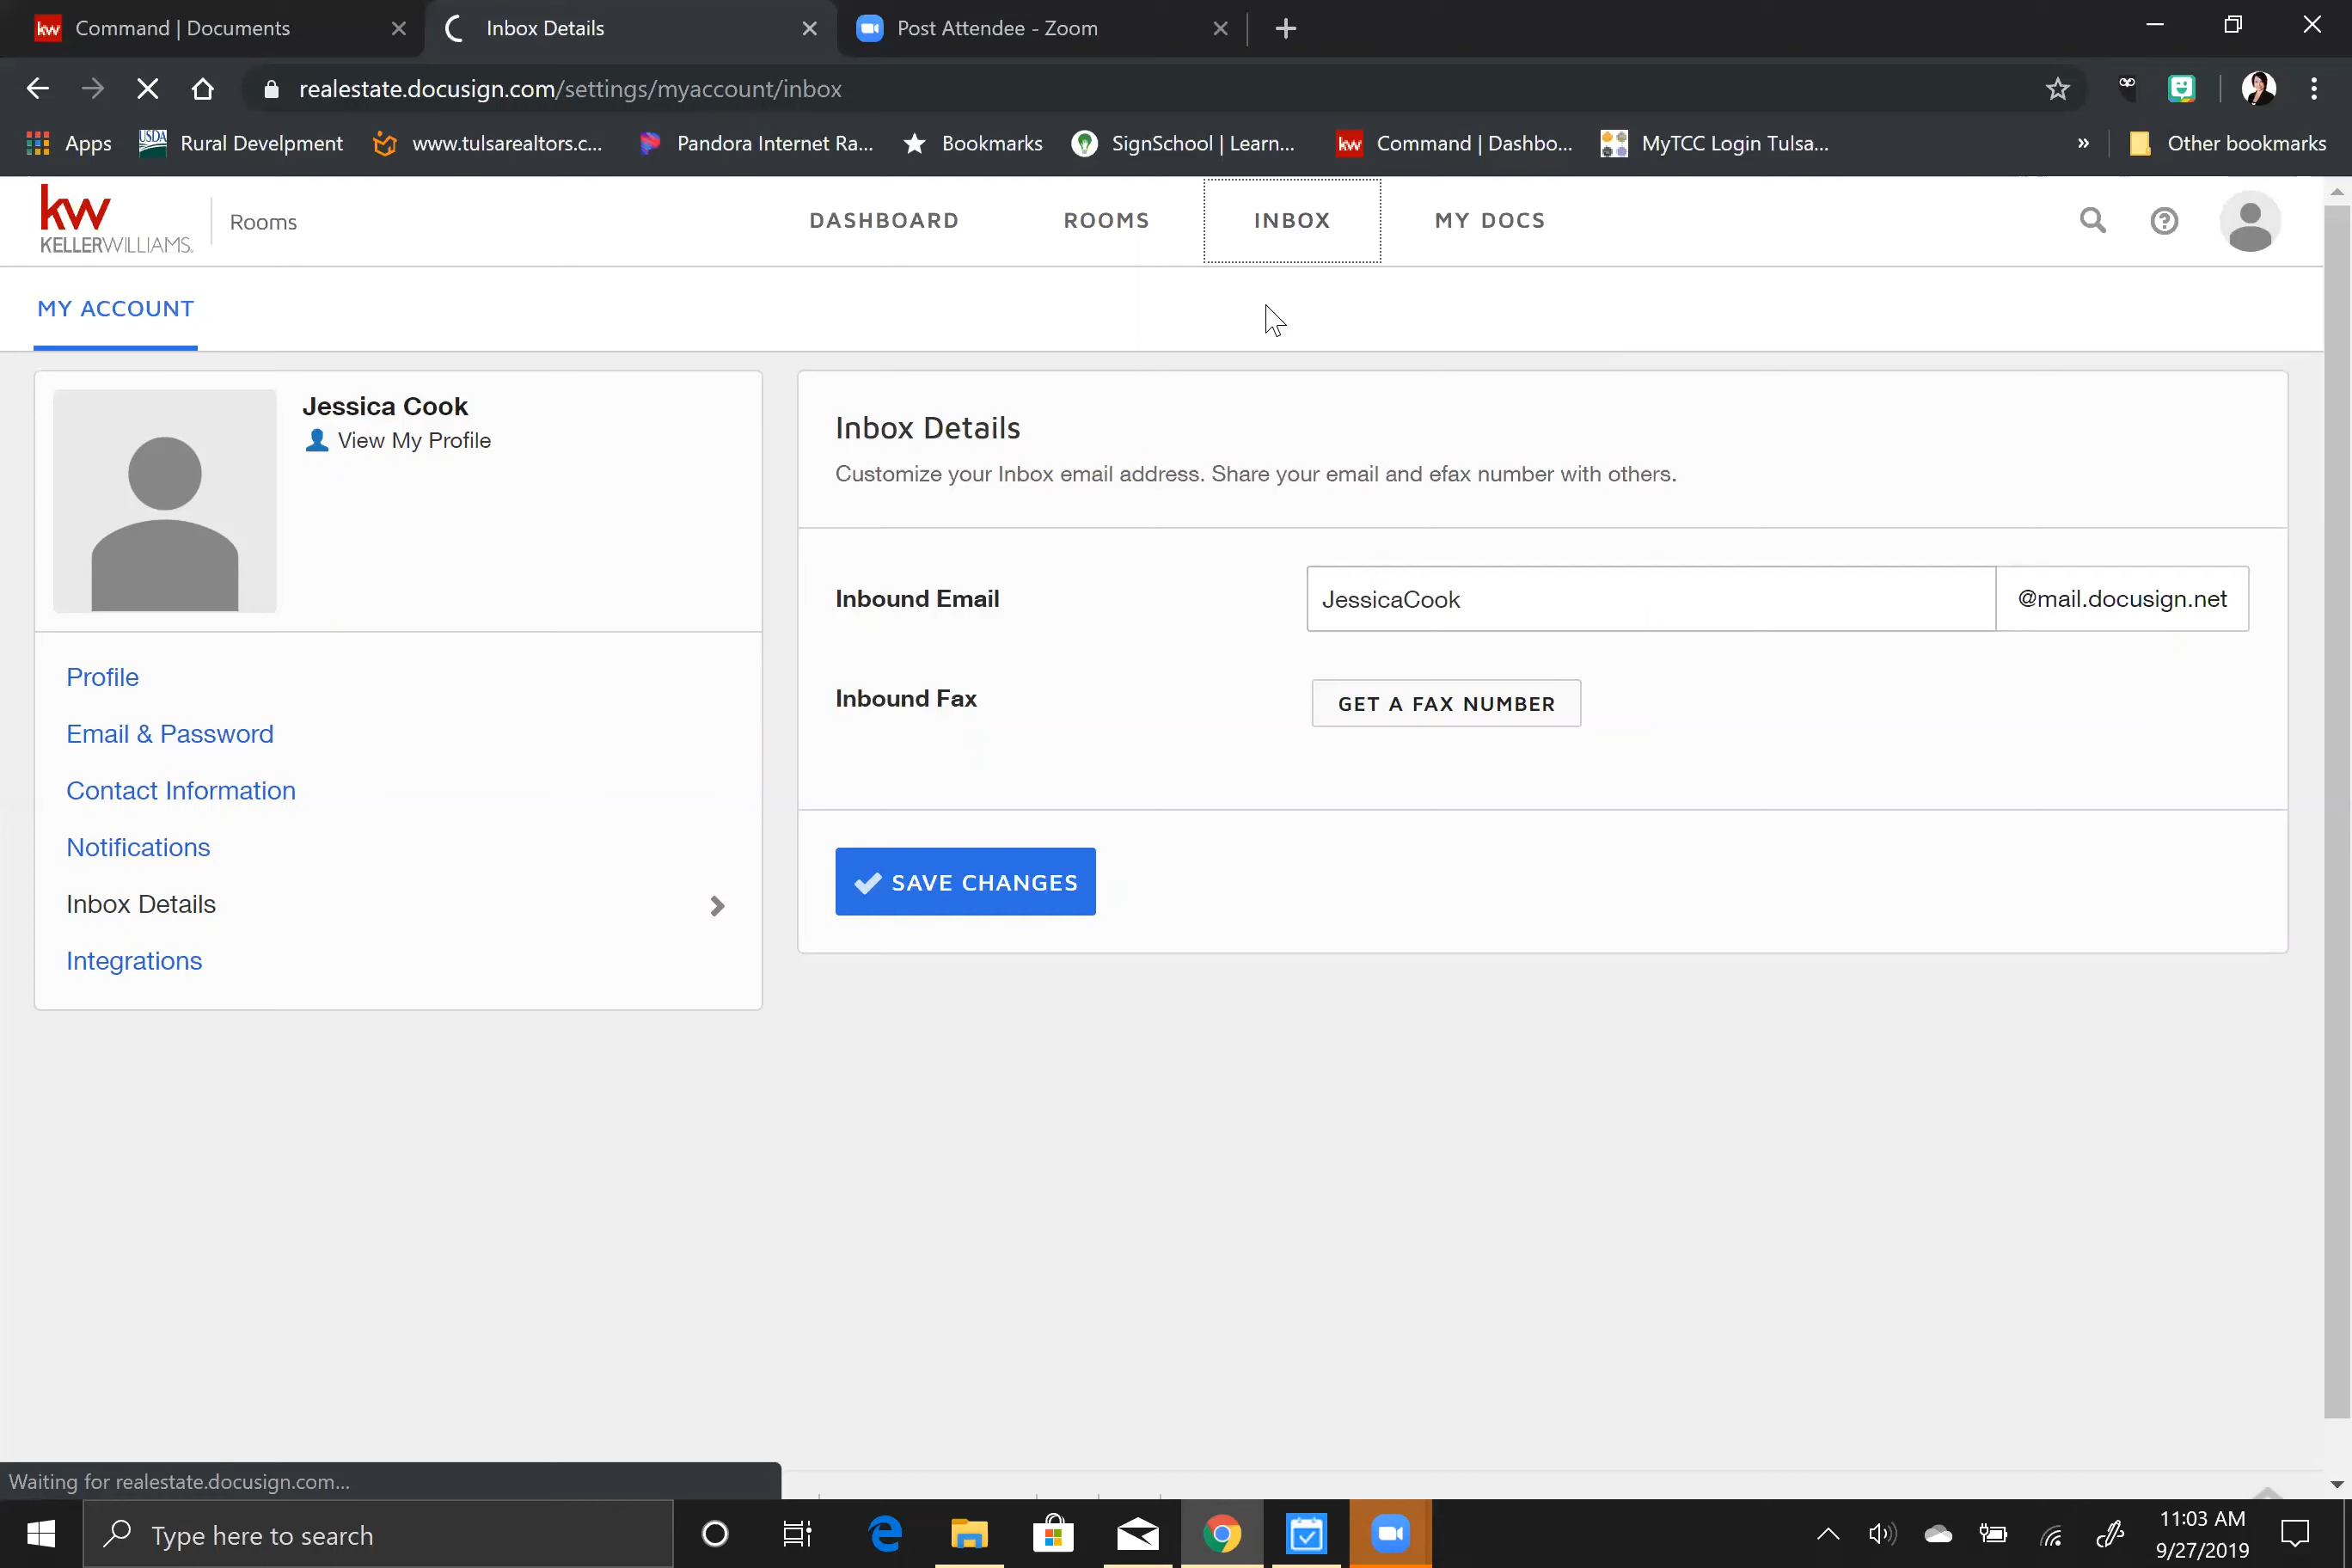 Command | Documents
Inbox Details
Post Attendee - Zoom
realestate.docusign.com/settings/myaccount/inbox
Apps
USDA
Rural Develpment
www.tulsarealtors.c...
Pandora Internet Ra...
Bookmarks
SignSchool | Learn...
kw
Command | Dashbo...
MyTCC Login Tulsa...
»
Other bookmarks
kw
KELLERWILLIAMS.
Rooms
DASHBOARD
ROOMS
INBOX
MY DOCS
MY ACCOUNT
Jessica Cook
View My Profile
Profile
Email & Password
Contact Information
Notifications
Inbox Details
Integrations
Inbox Details
Customize your Inbox email address. Share your email and efax number with others.
Inbound Email
JessicaCook
@mail.docusign.net
Inbound Fax
GET A FAX NUMBER
SAVE CHANGES
Waiting for realestate.docusign.com...
Type here to search
11:03 AM
9/27/2019